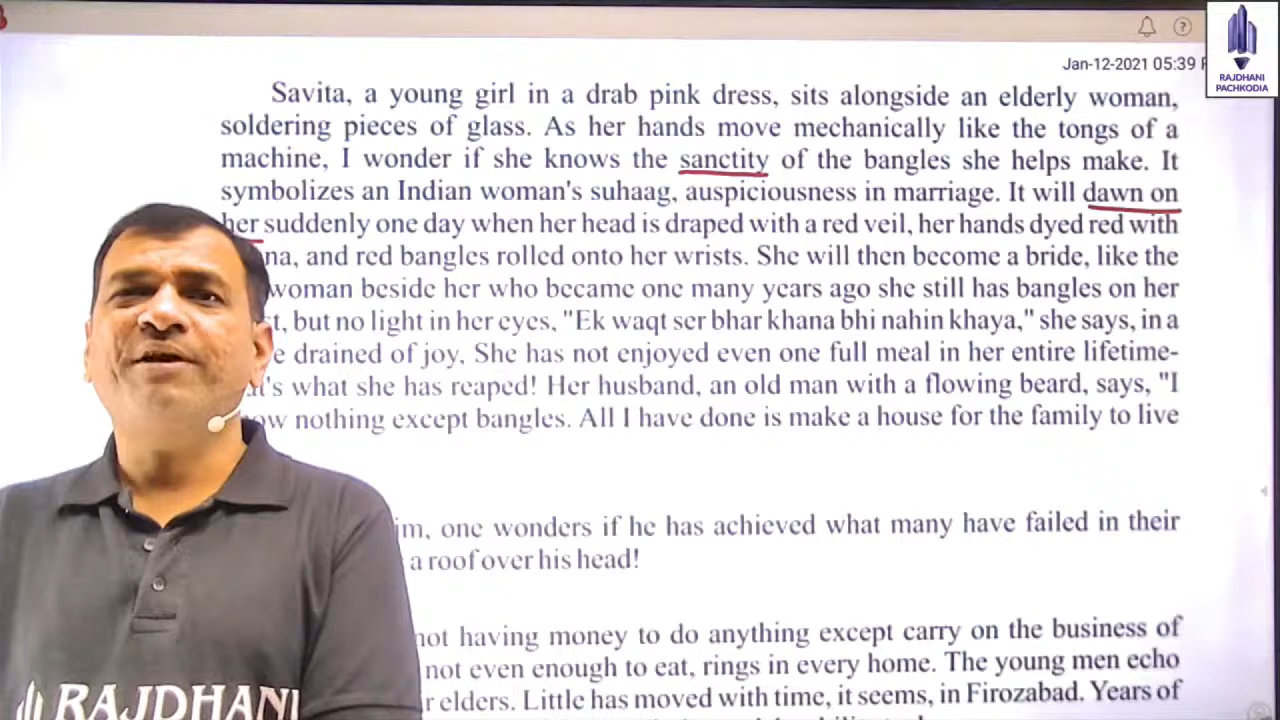 RAJDHANI
PACHKODIA
Jan-12-2021 05:39
Savita, a young girl in a drab pink dress, sits alongside an elderly woman,
soldering pieces of glass. As her hands move mechanically like the tongs of a
machine, I wonder if she knows the sanctity of the bangles she helps make. It
symbolizes an Indian woman's suhaag, auspiciousness in marriage. It will dawn on
her suddenly one day when her head is draped with a red veil, her hands dyed red with
and red bangles rolled onto her wrists. She will then become a bride, like the
woman beside her who became one many years ago she still has bangles on her
but no light in her eyes, "Ek waqt ser bhar khana bhi nahin khaya," she says, in a
drained of joy. She has not enjoyed even one full meal in her entire lifetime-
what she has reaped! Her husband, an old man with a flowing beard, says, "I
nothing except bangles. All I have done is make a house for the family to live
one wonders if he has achieved what many have failed in their
a roof over his head!
not having money to do anything except carry on the business of
not even enough to eat, rings in every home. The young men echo
elders. Little has moved with time, it seems, in Firozabad. Years of
RAJDHANI